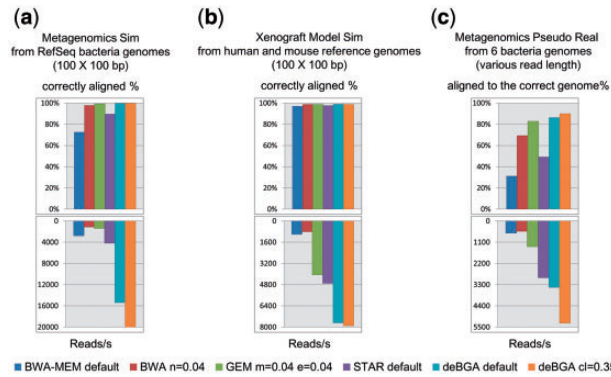 (a)
Metagenomics Sim
from RefSeq bacteria genomes
(100 X 100 bp)
correctly aligned %
100%
80%
60%
40%
20%
0%
0
4000
8000
12000
16000
20000
Reads/s
(b)
Xenograft Model Sim
from human and mouse reference genomes
(100 X 100 bp)
correctly aligned %
100%
80%
60%
40%
20%
0%
0
1600
3200
4800
6400
8000
Reads/s
(c)
Metagenomics Pseudo Real
from 6 bacteria genomes
(various read length)
aligned to the correct genome%
100%
80%
60%
40%
20%
0%
0
1100
2200
3300
4400
5500
Reads/s
BWA-MEM default BWA n=0.04 GEM m=0.04 e=0.04 STAR default deBGA default deBGA cl=0.3